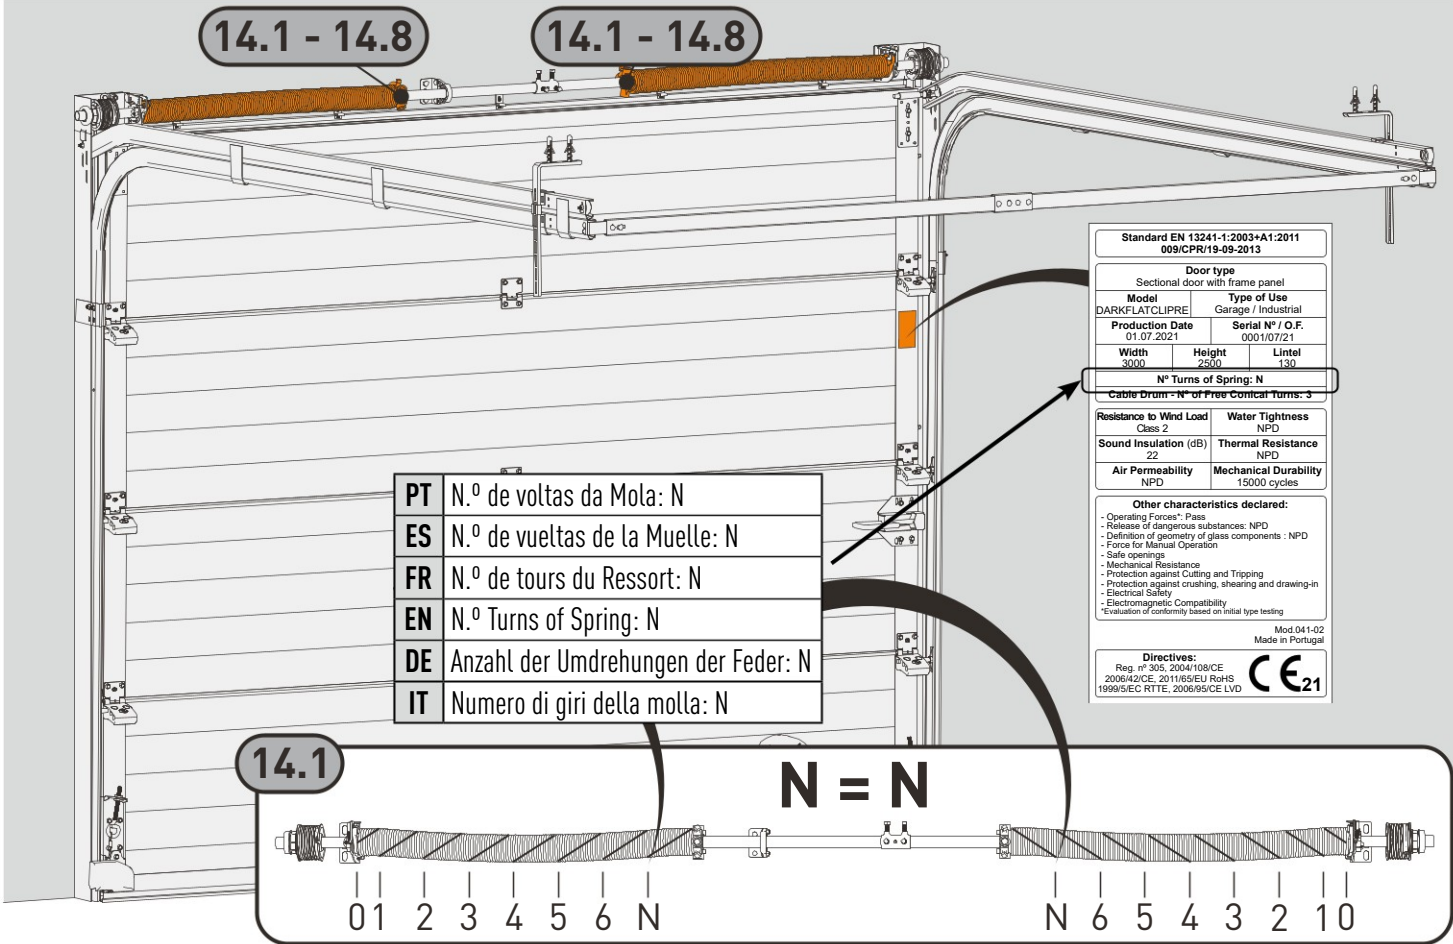 14.1 - 14.8
14.1 - 14.8
Standard EN 13241-1:2003+A1:2011
009/CPR/19-09-2013
Door type
Sectional door with frame panel
Model
DARKFLATCLIPRE
Type of Use
Garage / Industrial
Production Date
01.07.2021
Serial Nº / O.F.
0001/07/21
Width
3000
Height
2500
Lintel
130
Nº Turns of Spring: N
Cable Drum - Nº of Free Conical Turns: 3
Resistance to Wind Load
Class 2
Water Tightness
NPD
Sound Insulation (dB)
22
Thermal Resistance
NPD
Air Permeability
NPD
Mechanical Durability
15000 cycles
Other characteristics declared:
- Operating Forces*: Pass
- Release of dangerous substances: NPD
- Definition of geometry of glass components : NPD
- Force for Manual Operation
- Safe openings
- Mechanical Resistance
- Protection against Cutting and Tripping
- Protection against crushing, shearing and drawing-in
- Electrical Safety
- Electromagnetic Compatibility
*Evaluation of conformity based on initial type testing
Mod.041-02
Made in Portugal
Directives:
Reg. nº 305, 2004/108/CE
2006/42/CE, 2011/65/EU RoHS
1999/5/EC RTTE, 2006/95/CE LVD
CE 21
PT N.º de voltas da Mola: N
ES N.º de vueltas de la Muelle: N
FR N.º de tours du Ressort: N
EN N.º Turns of Spring: N
DE Anzahl der Umdrehungen der Feder: N
IT Numero di giri della molla: N
14.1
N = N
0 1 2 3 4 5 6 N
N 6 5 4 3 2 1 0